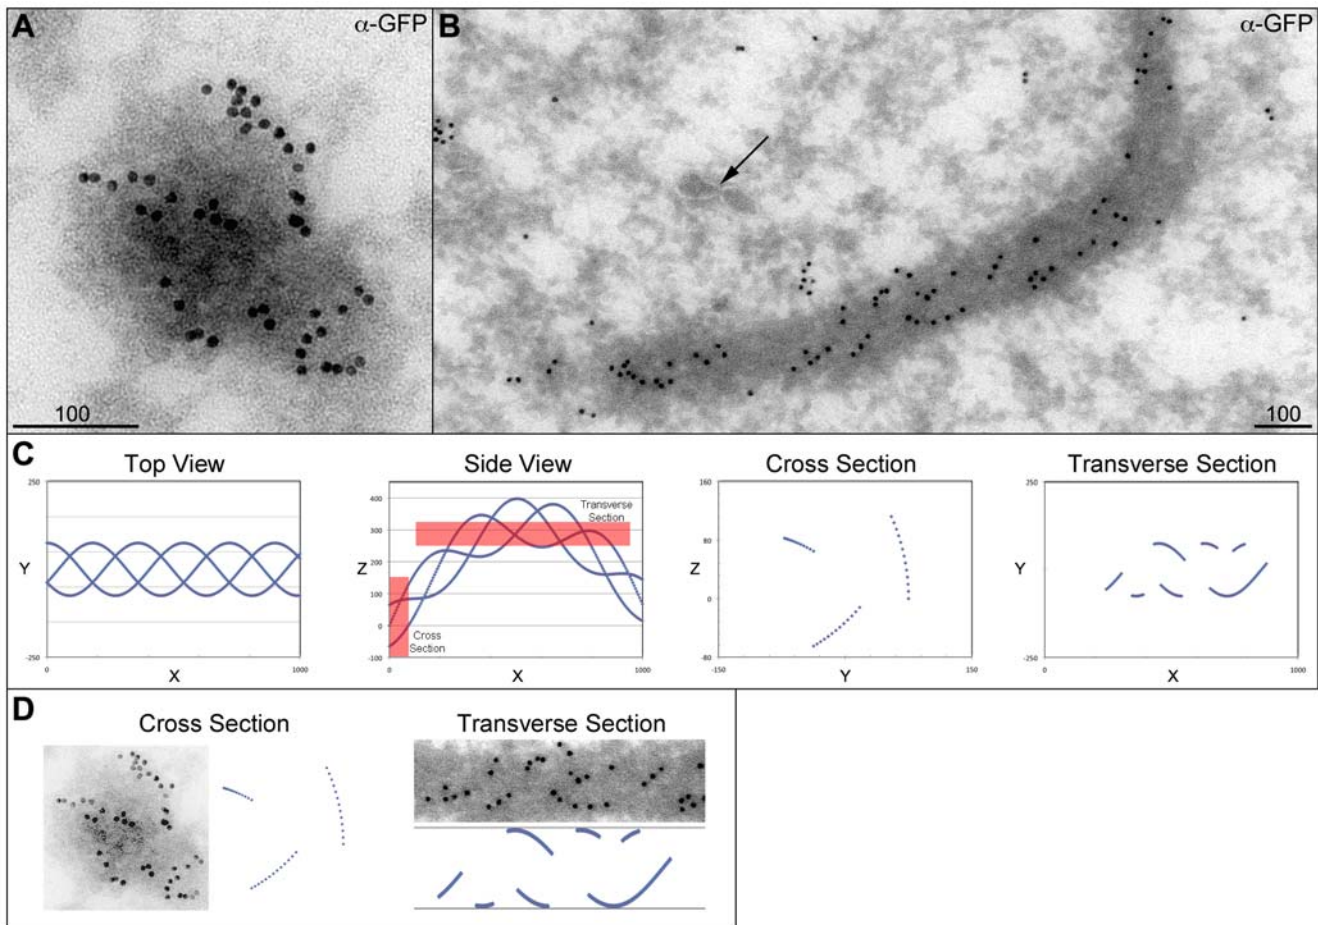 A
α-GFP
100
B
α-GFP
100
C
Top View
250
Y
-250
0
X
1000
Side View
400
300
200
100
0
-100
Z
Transverse
Section
Cross
Section
0
X
1000
Cross Section
160
80
0
-80
Z
-150
Y
150
Transverse Section
250
Y
-250
0
X
1000
D
Cross Section
Transverse Section